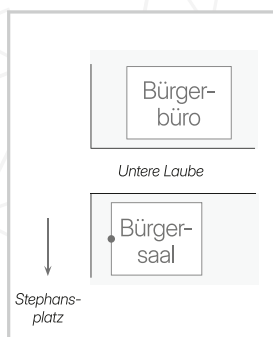 Bürger-
büro
Untere Laube
Bürger-
saal
Stephans-
platz